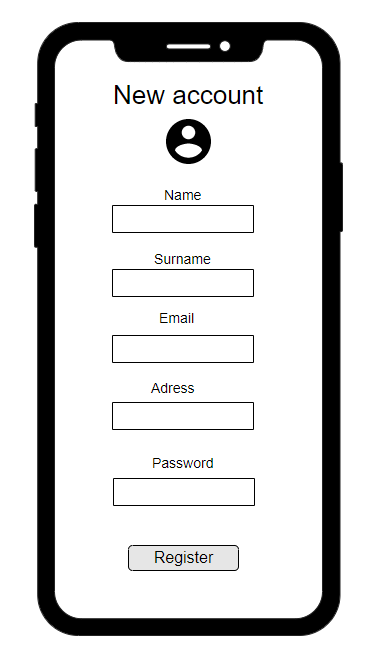 New account
Name
Surname
Email
Adress
Password
Register